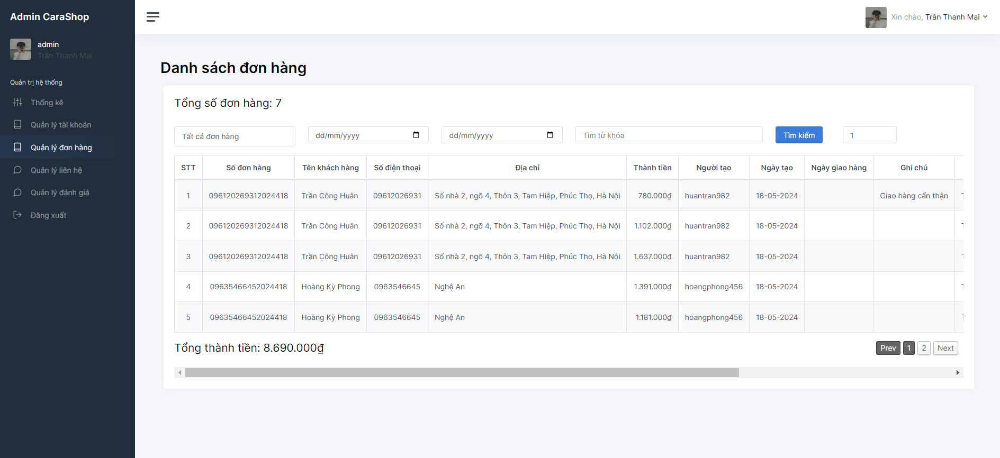 Admin CaraShop
admin
Trần Thanh Mai
Quản trị hệ thống
Thống kê
Quản lý tài khoản
Quản lý đơn hàng
Quản lý liên hệ
Quản lý đánh giá
Đăng xuất
Xin chào, Trần Thanh Mai
Danh sách đơn hàng
Tổng số đơn hàng: 7
Tất cả đơn hàng dd/mm/yyyy dd/mm/yyyy Tìm từ khóa Tìm kiếm 1
STT Số đơn hàng Tên khách hàng Số điện thoại Địa chỉ Thành tiền Người tạo Ngày tạo Ngày giao hàng Ghi chú
1 096120269312024418 Trần Công Huân 09612026931 Số nhà 2, ngõ 4, Thôn 3, Tam Hiệp, Phúc Thọ, Hà Nội 780.000₫ huantran982 18-05-2024 Giao hàng cẩn thận
2 096120269312024418 Trần Công Huân 09612026931 Số nhà 2, ngõ 4, Thôn 3, Tam Hiệp, Phúc Thọ, Hà Nội 1.102.000₫ huantran982 18-05-2024
3 096120269312024418 Trần Công Huân 09612026931 Số nhà 2, ngõ 4, Thôn 3, Tam Hiệp, Phúc Thọ, Hà Nội 1.637.000₫ huantran982 18-05-2024
4 09635466452024418 Hoàng Kỳ Phong 0963546645 Nghệ An 1.391.000₫ hoangphong456 18-05-2024
5 09635466452024418 Hoàng Kỳ Phong 0963546645 Nghệ An 1.181.000₫ hoangphong456 18-05-2024
Tổng thành tiền: 8.690.000₫
Prev 1 2 Next